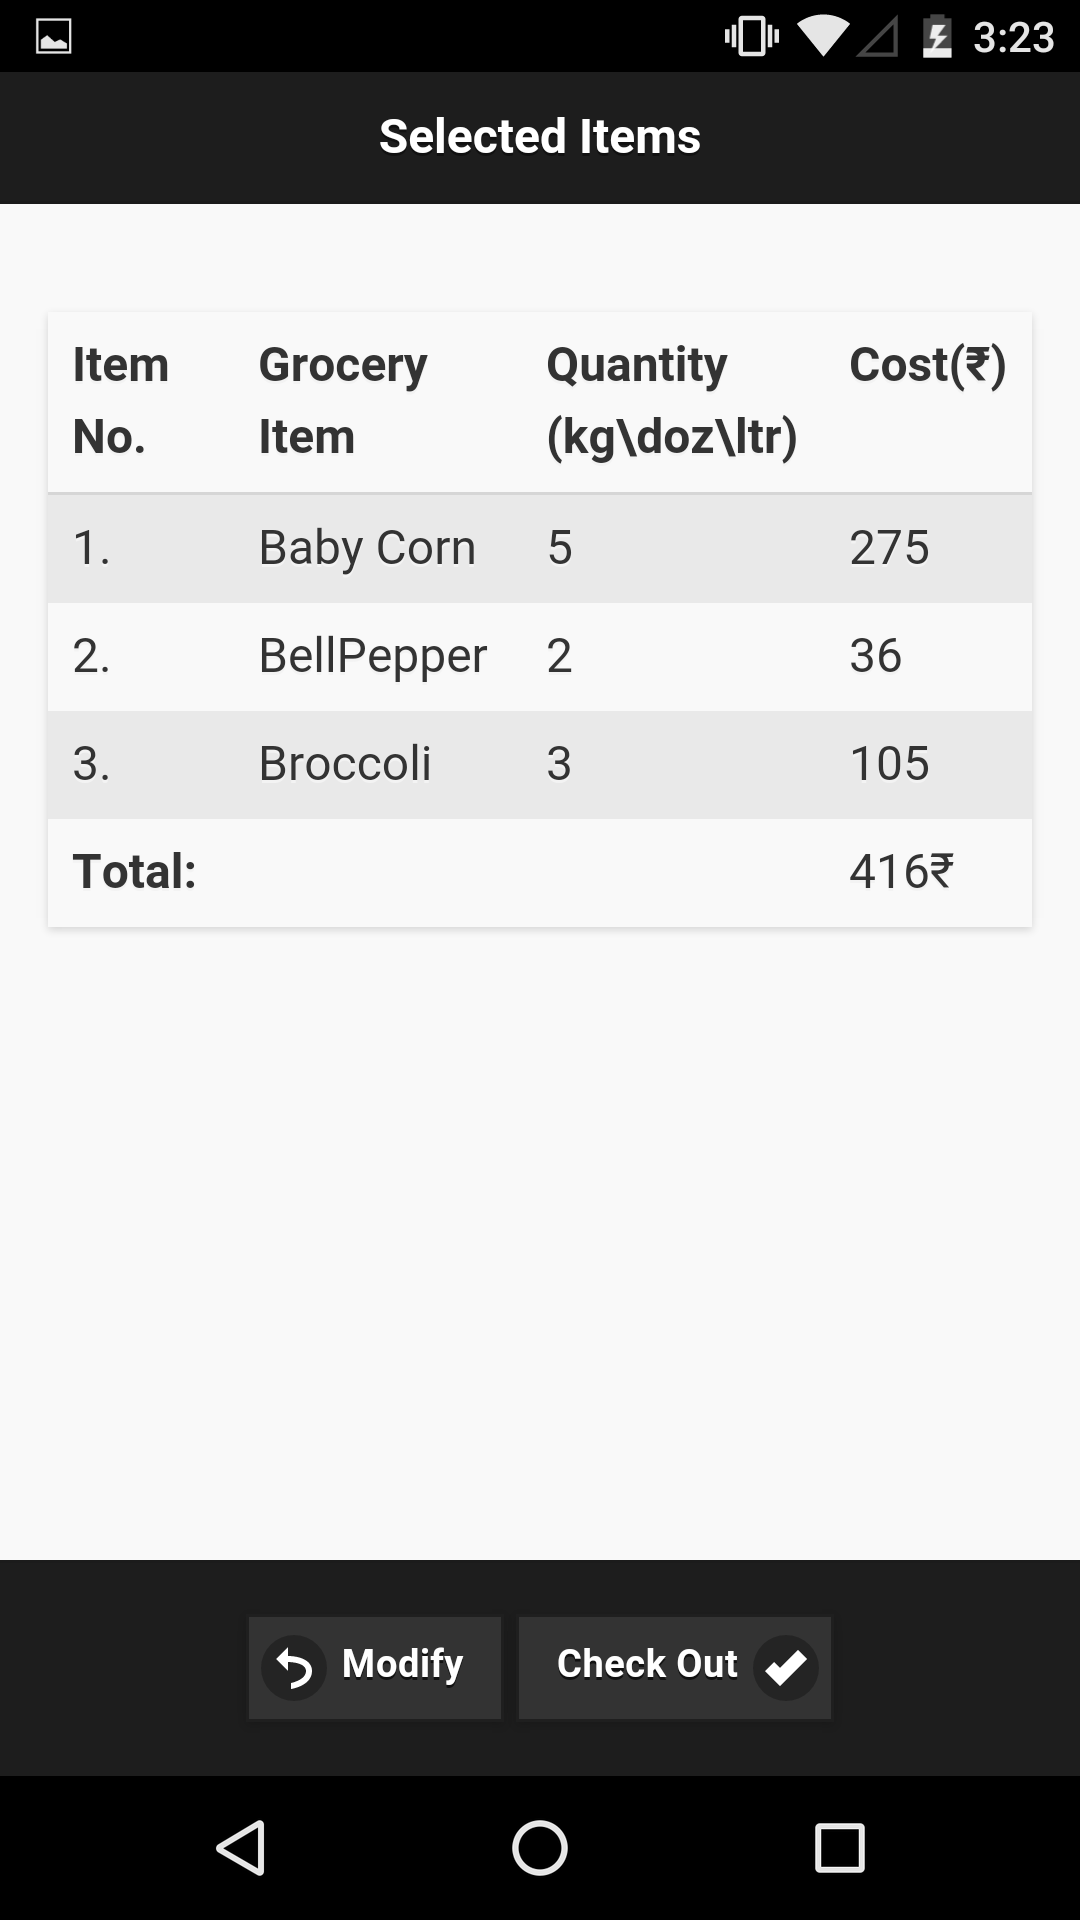 3:23
Selected Items
Item No. Grocery Item Quantity (kg\doz\ltr) Cost(₹)
1. Baby Corn 5 275
2. BellPepper 2 36
3. Broccoli 3 105
Total: 416₹
Modify Check Out